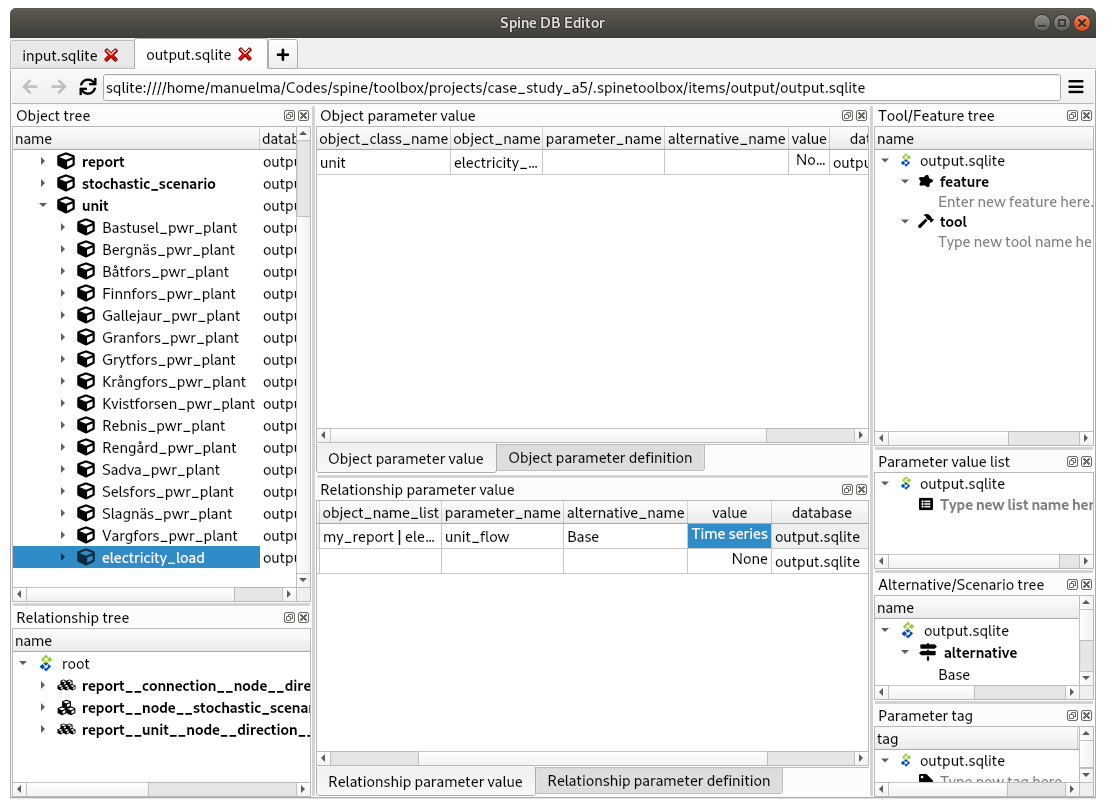 Spine DB Editor
input.sqlite
output.sqlite
sqlite:////home/manuelma/Codes/spine/toolbox/projects/case_study_a5/.spinetoolbox/items/output/output.sqlite
Object tree
name datab
report outpu
stochastic_scenario outpu
unit outpu
Bastusel_pwr_plant outpu
Bergnäs_pwr_plant outpu
Båtfors_pwr_plant outpu
Finnfors_pwr_plant outpu
Gallejaur_pwr_plant outpu
Granfors_pwr_plant outpu
Grytfors_pwr_plant outpu
Krångfors_pwr_plant outpu
Kvistforsen_pwr_plant outpu
Rebnis_pwr_plant outpu
Rengård_pwr_plant outpu
Sadva_pwr_plant outpu
Selsfors_pwr_plant outpu
Slagnäs_pwr_plant outpu
Vargfors_pwr_plant outpu
electricity_load outpu
Relationship tree
name
root
report__connection__node__dire
report__node__stochastic_scena
report__unit__node__direction_
Object parameter value
object_class_name object_name parameter_name alternative_name value dat
unit electricity_... No... outpu
Object parameter value Object parameter definition
Relationship parameter value
object_name_list parameter_name alternative_name value database
my_report | ele... unit_flow Base Time series output.sqlite
None output.sqlite
Relationship parameter value Relationship parameter definition
Tool/Feature tree
name
output.sqlite
feature
Enter new feature here.
tool
Type new tool name he
Parameter value list
output.sqlite
Type new list name her
Alternative/Scenario tree
name
output.sqlite
alternative
Base
Parameter tag
tag
output.sqlite
Type new tag here